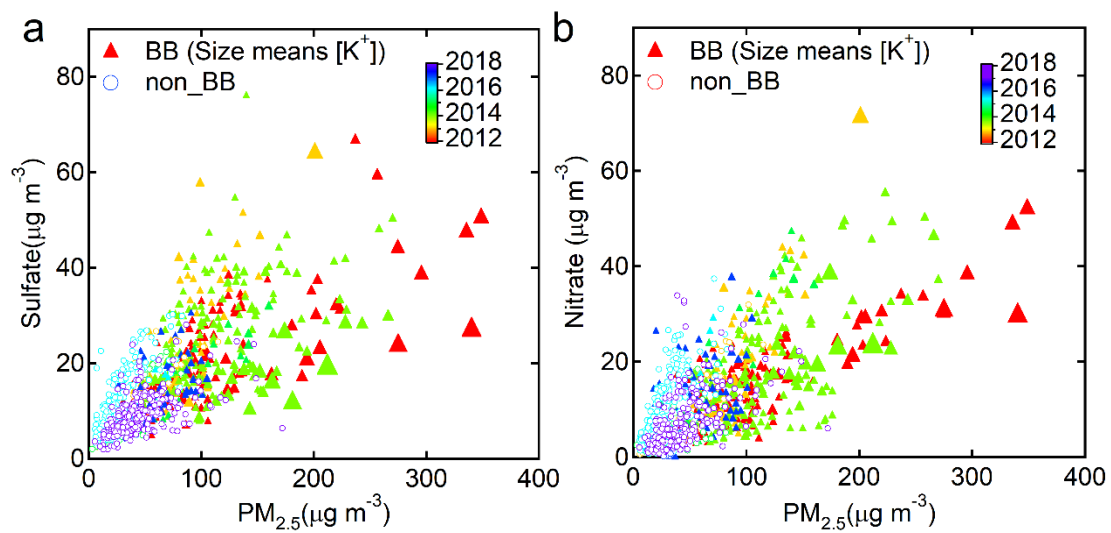 a
BB (Size means [K⁺])
non_BB
2018
2016
2014
2012
80
60
40
20
0
Sulfate(μg m⁻³)
0
100
200
300
400
PM₂.₅(μg m⁻³)
b
BB (Size means [K⁺])
non_BB
2018
2016
2014
2012
80
60
40
20
0
Nitrate (μg m⁻³)
0
100
200
300
400
PM₂.₅(μg m⁻³)